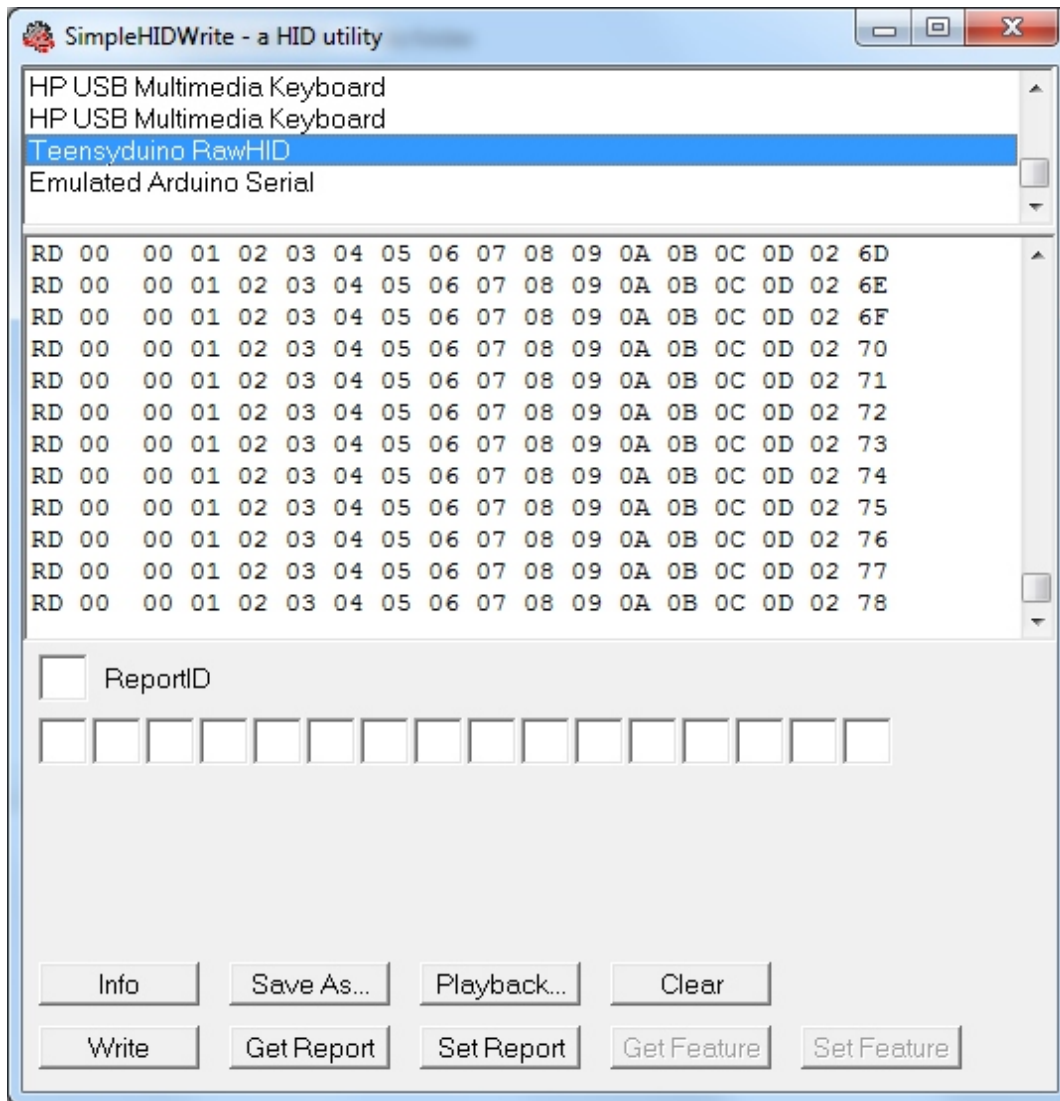 SimpleHIDWrite - a HID utility
HP USB Multimedia Keyboard
HP USB Multimedia Keyboard
Teensyduino RawHID
Emulated Arduino Serial
RD 00 00 01 02 03 04 05 06 07 08 09 0A 0B 0C 0D 02 6D
RD 00 00 01 02 03 04 05 06 07 08 09 0A 0B 0C 0D 02 6E
RD 00 00 01 02 03 04 05 06 07 08 09 0A 0B 0C 0D 02 6F
RD 00 00 01 02 03 04 05 06 07 08 09 0A 0B 0C 0D 02 70
RD 00 00 01 02 03 04 05 06 07 08 09 0A 0B 0C 0D 02 71
RD 00 00 01 02 03 04 05 06 07 08 09 0A 0B 0C 0D 02 72
RD 00 00 01 02 03 04 05 06 07 08 09 0A 0B 0C 0D 02 73
RD 00 00 01 02 03 04 05 06 07 08 09 0A 0B 0C 0D 02 74
RD 00 00 01 02 03 04 05 06 07 08 09 0A 0B 0C 0D 02 75
RD 00 00 01 02 03 04 05 06 07 08 09 0A 0B 0C 0D 02 76
RD 00 00 01 02 03 04 05 06 07 08 09 0A 0B 0C 0D 02 77
RD 00 00 01 02 03 04 05 06 07 08 09 0A 0B 0C 0D 02 78
ReportID
Info Save As... Playback... Clear
Write Get Report Set Report Get Feature Set Feature